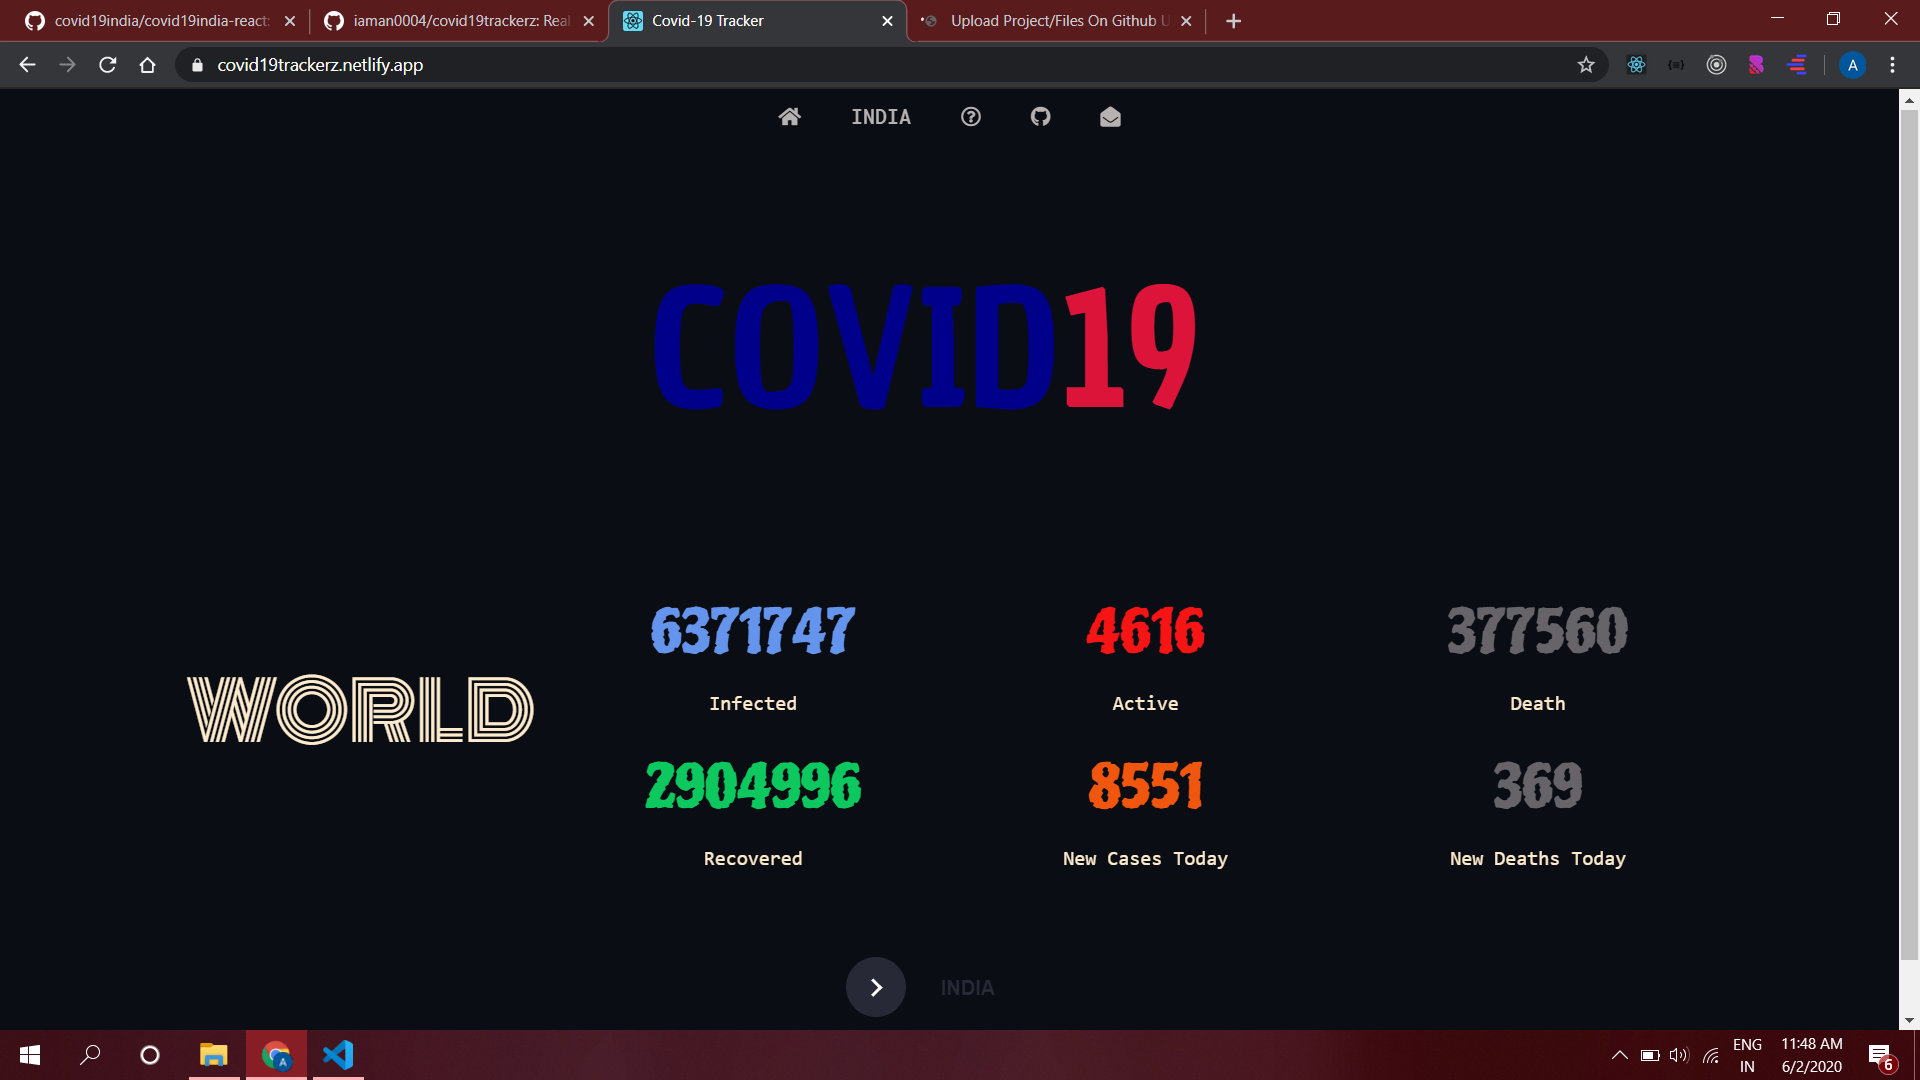 covid19india/covid19india-react:
iaman0004/covid19trackerz: Real
Covid-19 Tracker
Upload Project/Files On Github U
covid19trackerz.netlify.app
A
INDIA
COVID19
WORLD
6371747
4616
377560
Infected
Active
Death
2904996
8551
369
Recovered
New Cases Today
New Deaths Today
INDIA
A
ENG
IN
11:48 AM
6/2/2020
6